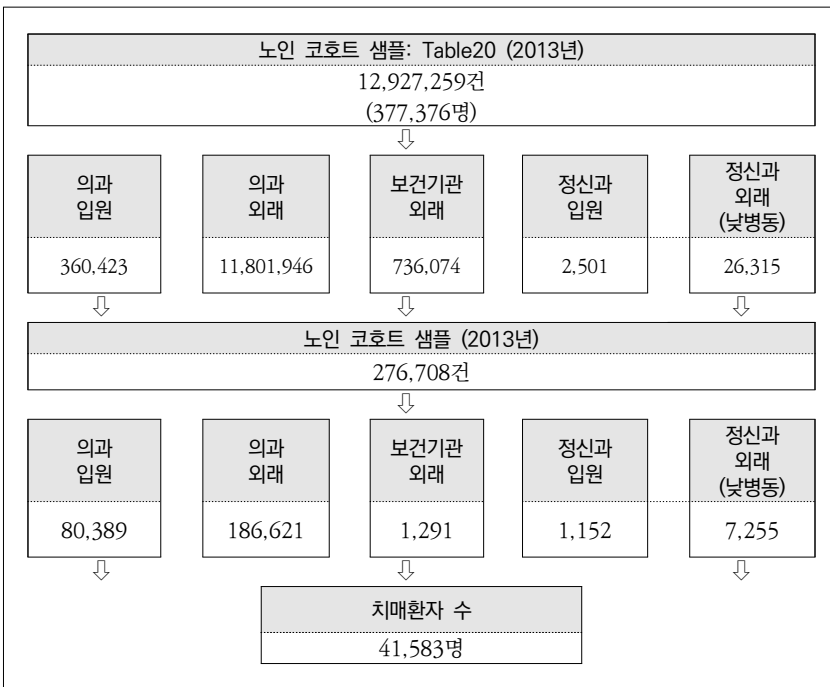 노인 코호트 샘플: Table20 (2013년)
12,927,259건
(377,376명)
의과
입원
의과
외래
보건기관
외래
정신과
입원
정신과
외래
(낮병동)
360,423
11,801,946
736,074
2,501
26,315
노인 코호트 샘플 (2013년)
276,708건
의과
입원
의과
외래
보건기관
외래
정신과
입원
정신과
외래
(낮병동)
80,389
186,621
1,291
1,152
7,255
치매환자 수
41,583명